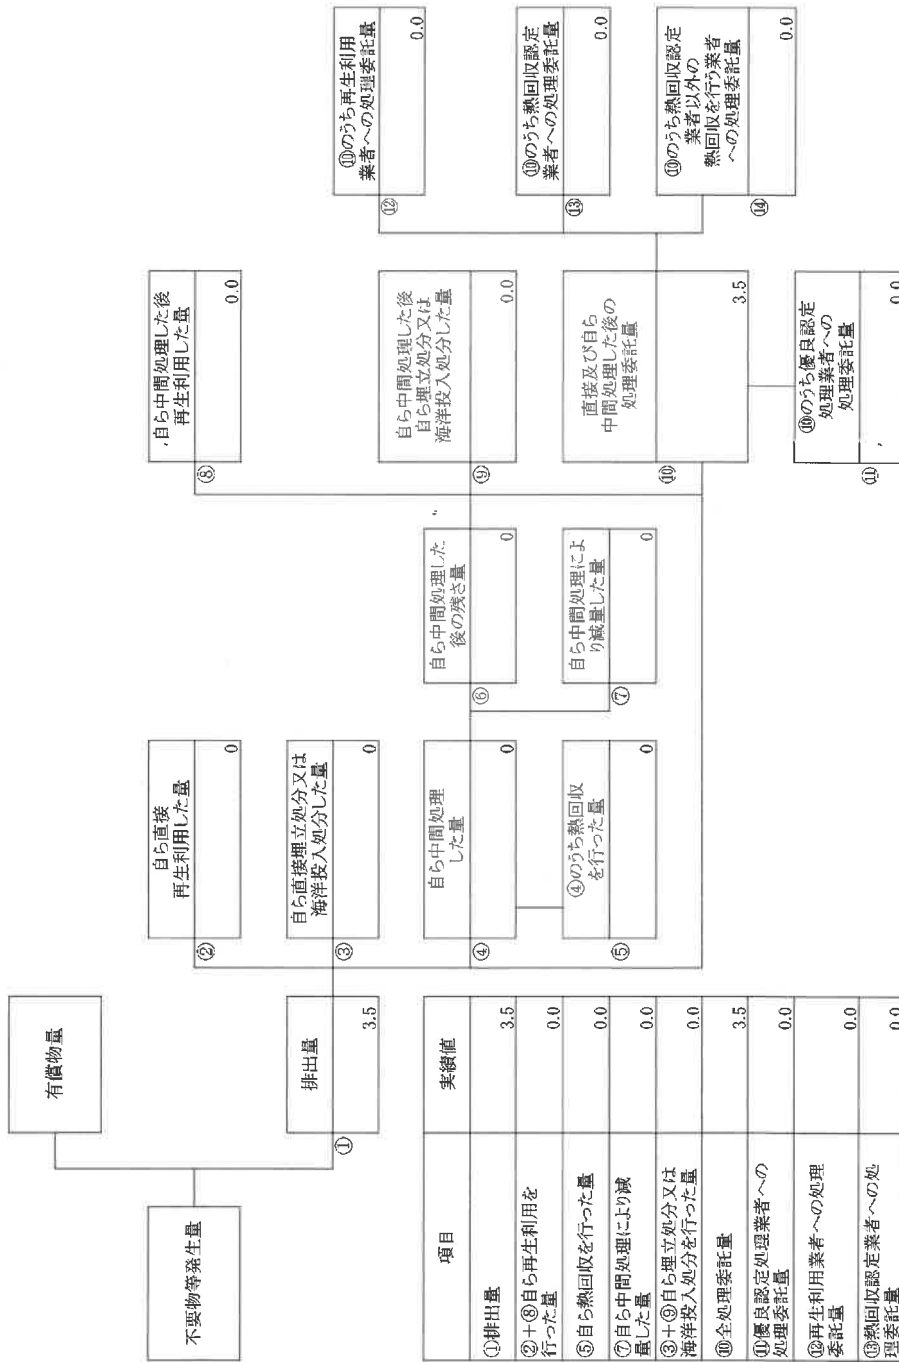 不要物等発生量
有償物量
排出量
①
3.5
②
自ら直接
再生利用した量
0
③
自ら直接埋立処分又は
海洋投入処分した量
0
④
自ら中間処理
した量
0
⑤
④のうち熱回収
を行った量
0
⑥
自ら中間処理した
後の残さ量
0
⑦
自ら中間処理によ
り減量した量
0
⑧
自ら中間処理した後
再生利用した量
0.0
⑨
自ら中間処理した後
自ら埋立処分又は
海洋投入処分した量
0.0
⑩
直接及び自ら
中間処理した後の
処理委託量
3.5
⑪
⑩のうち優良認定
処理業者への
処理委託量
0.0
⑫
⑩のうち再生利用
業者への処理委託量
0.0
⑬
⑩のうち熱回収認定
業者への処理委託量
0.0
⑭
⑩のうち熱回収認定
業者以外の
熱回収を行う業者
への処理委託量
0.0
項目 実績値
①排出量 3.5
②+⑧自ら再生利用を
行った量 0.0
⑤自ら熱回収を行った量 0.0
⑦自ら中間処理により減
量した量 0.0
③+⑨自ら埋立処分又は
海洋投入処分を行った量 0.0
⑩全処理委託量 3.5
⑪優良認定処理業者への
処理委託量 0.0
⑫再生利用業者への処理
委託量 0.0
⑬熱回収認定業者への処
理委託量 0.0